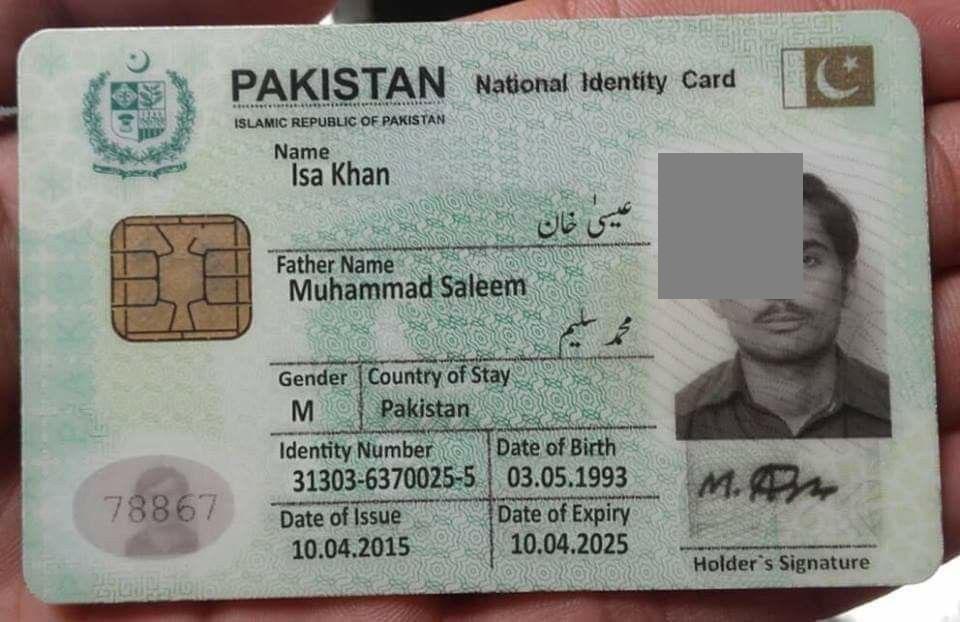 PAKISTAN National Identity Card
ISLAMIC REPUBLIC OF PAKISTAN
Name
Isa Khan
عیسیٰ خان
Father Name
Muhammad Saleem
محمد سلیم
Gender Country of Stay
M Pakistan
Identity Number Date of Birth
31303-6370025-5 03.05.1993
78867
Date of Issue Date of Expiry
10.04.2015 10.04.2025
Holder`s Signature